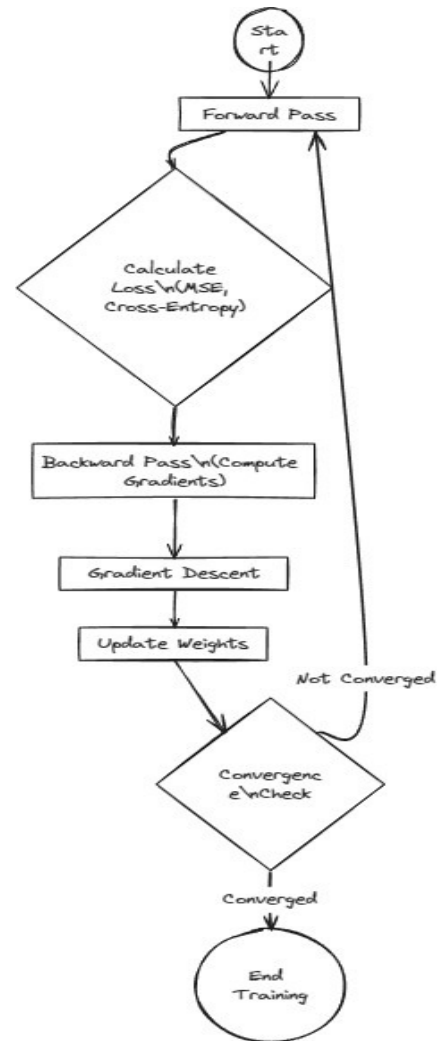 Sta
rt
Forward Pass
Calculate
Loss\n(MSE,
Cross-Entropy)
Backward Pass\n(Compute
Gradients)
Gradient Descent
Update Weights
Not Converged
Convergenc
e\nCheck
Converged
End
Training